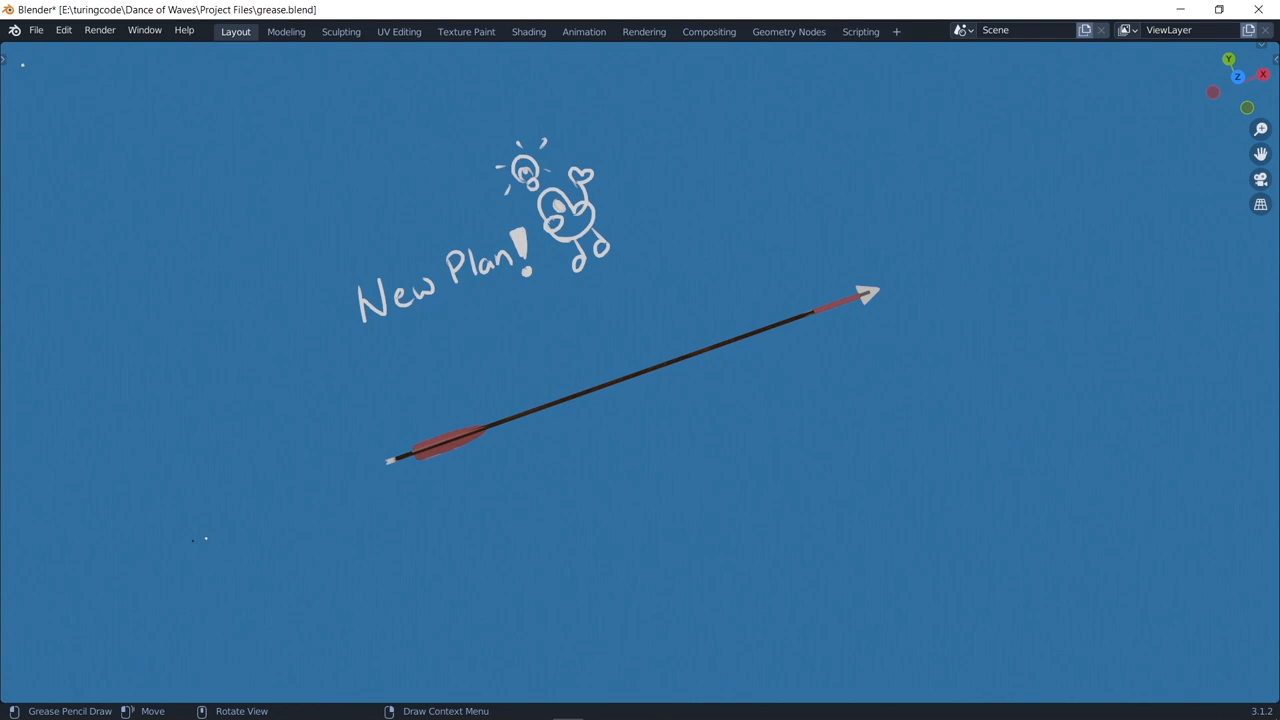 Blender* [E:\turingcode\Dance of Waves\Project Files\grease.blend]
File Edit Render Window Help Layout Modeling Sculpting UV Editing Texture Paint Shading Animation Rendering Compositing Geometry Nodes Scripting + Scene ViewLayer
Y
Z X
New Plan!
Grease Pencil Draw Move Rotate View Draw Context Menu 3.1.2